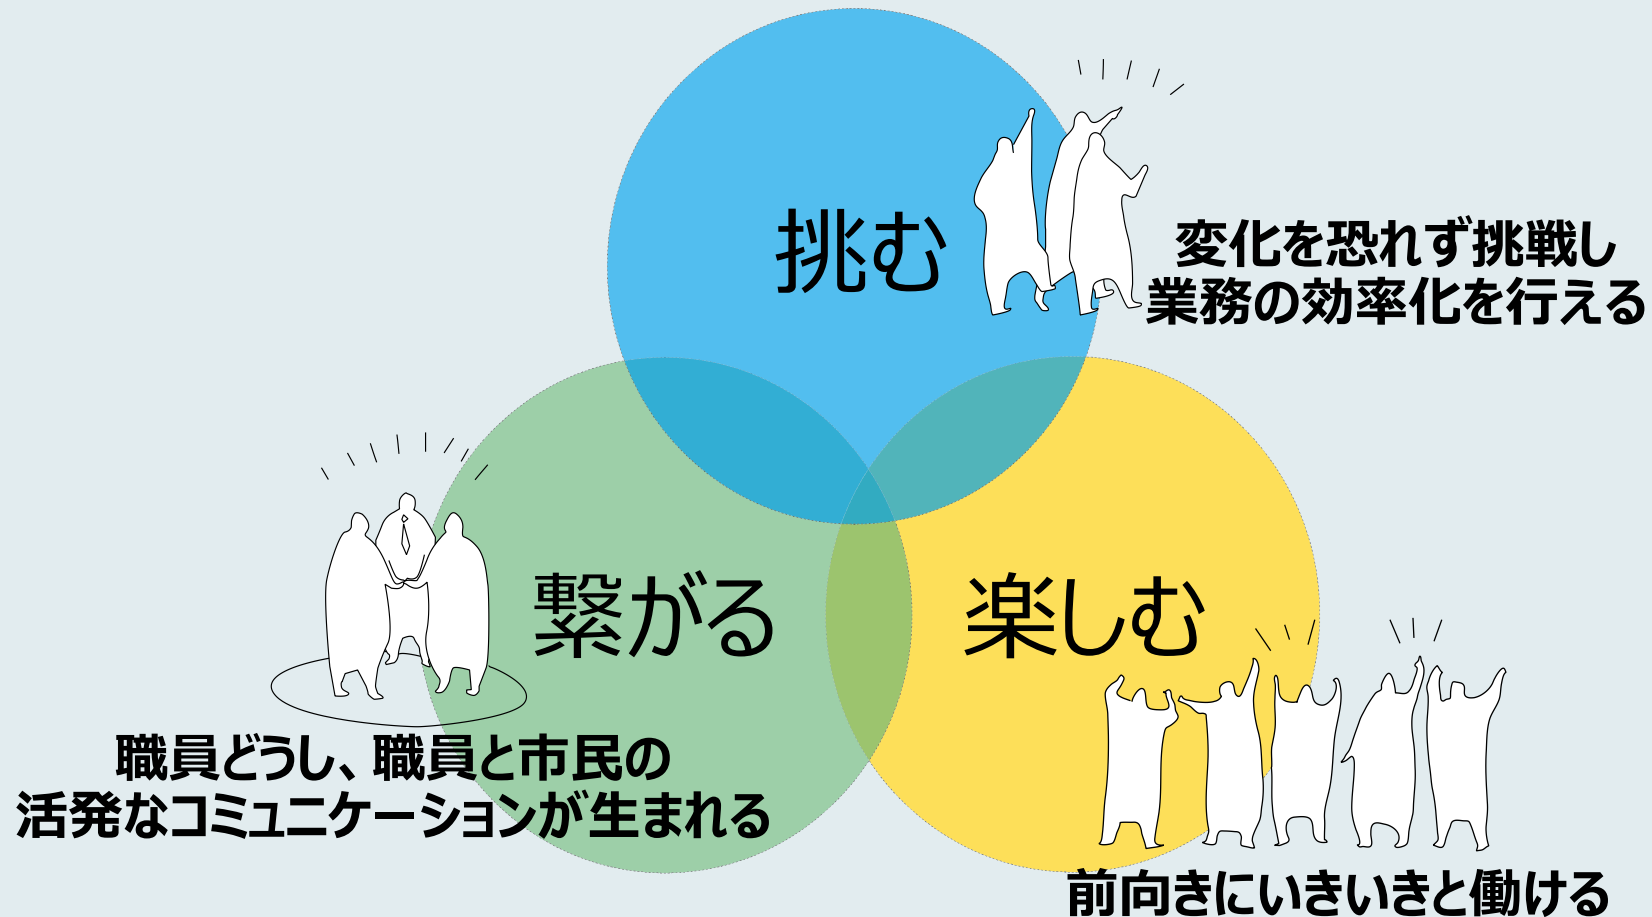 挑む
変化を恐れず挑戦し
業務の効率化を行える
繋がる
職員どうし、職員と市民の
活発なコミュニケーションが生まれる
楽しむ
前向きにいきいきと働ける